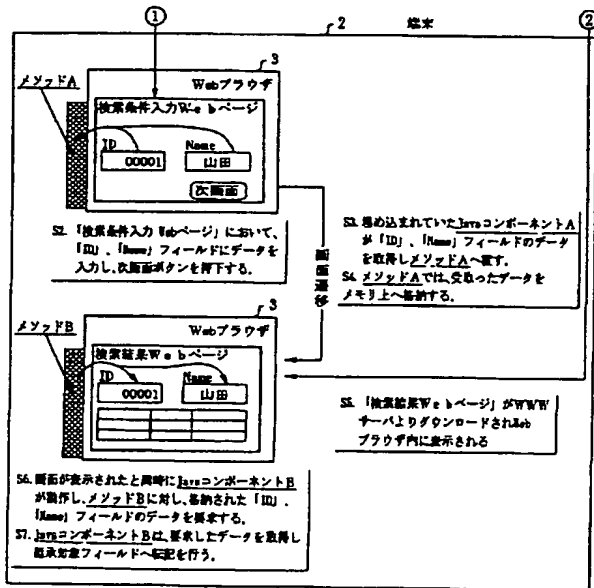 ①
2 端末
②
3
Webブラウザ
メソッドA
検索条件入力Webページ
ID
Name
00001
山田
次画面
S2. 「検索条件入力 Webページ」において、
「ID」、「Name」フィールドにデータを
入力し、次画面ボタンを押下する。
S3. 埋め込まれていたJavaコンポーネントA
が「ID」、「Name」フィールドのデータ
を取得しメソッドAへ渡す。
S4. メソッドAでは、受取ったデータを
メモリ上へ格納する。
画面遷移
3
Webブラウザ
メソッドB
検索結果Webページ
ID
Name
00001
山田
S5. 「検索結果Webページ」がWWW
サーバよりダウンロードされWeb
ブラウザ内に表示される
S6. 画面が表示されたと同時にJavaコンポーネントB
が動作し、メソッドBに対し、格納された「ID」、
「Name」フィールドのデータを要求する。
S7. JavaコンポーネントBは、要求したデータを取得し
継承対象フィールドへ転記を行う。